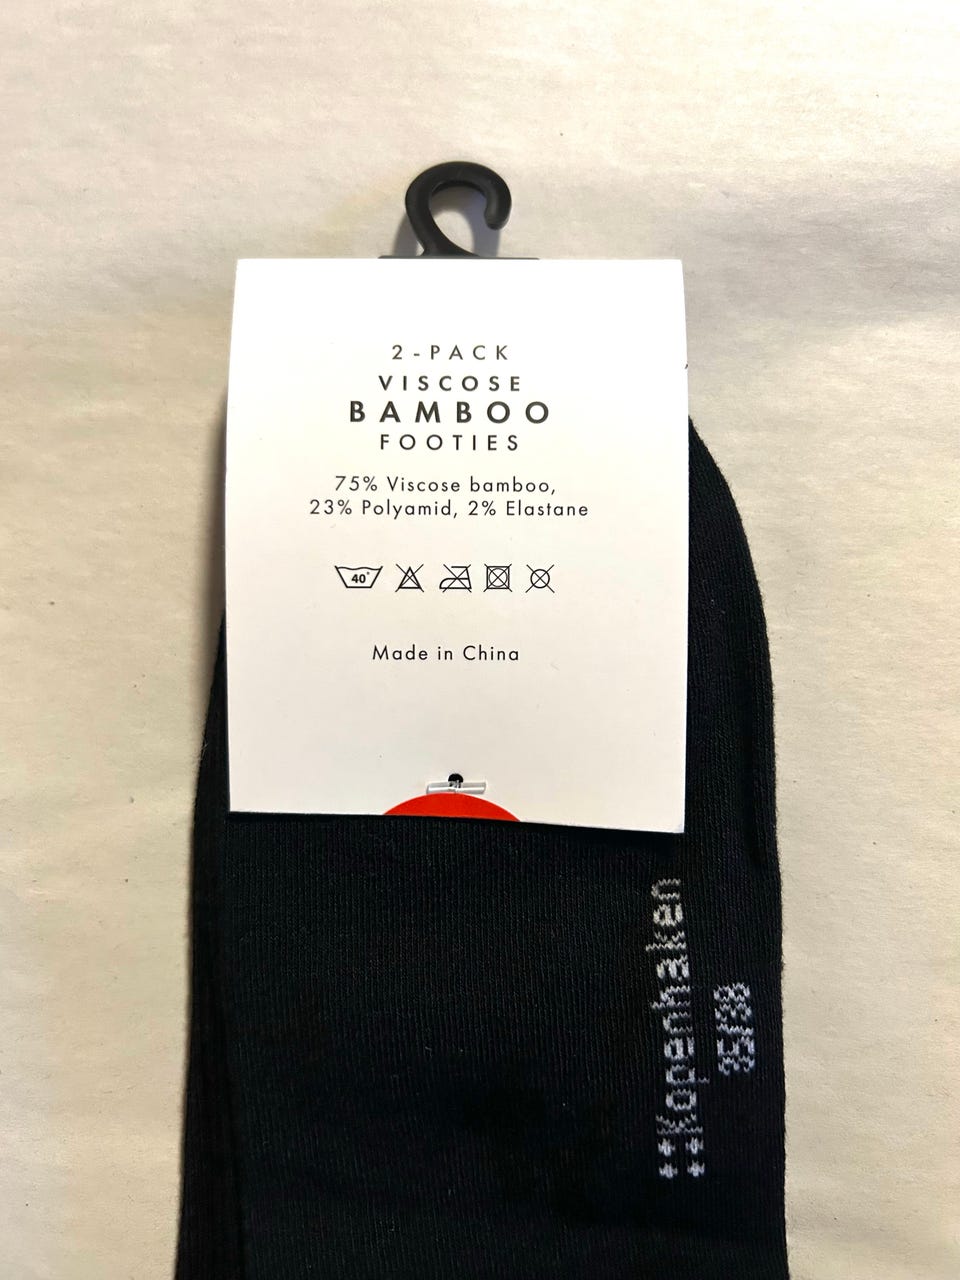 2-PACK
VISCOSE
BAMBOO
FOOTIES
75% Viscose bamboo,
23% Polyamid, 2% Elastane
40°
Made in China
::Kopenhaken
35/38